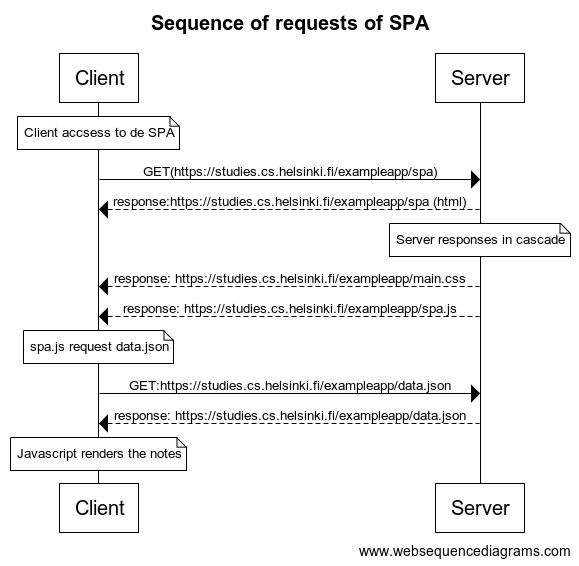 Sequence of requests of SPA
Client
Server
Client accsess to de SPA
GET(https://studies.cs.helsinki.fi/exampleapp/spa)
response:https://studies.cs.helsinki.fi/exampleapp/spa (html)
Server responses in cascade
response: https://studies.cs.helsinki.fi/exampleapp/main.css
response: https://studies.cs.helsinki.fi/exampleapp/spa.js
spa.js request data.json
GET:https://studies.cs.helsinki.fi/exampleapp/data.json
response: https://studies.cs.helsinki.fi/exampleapp/data.json
Javascript renders the notes
Client
Server
www.websequencediagrams.com